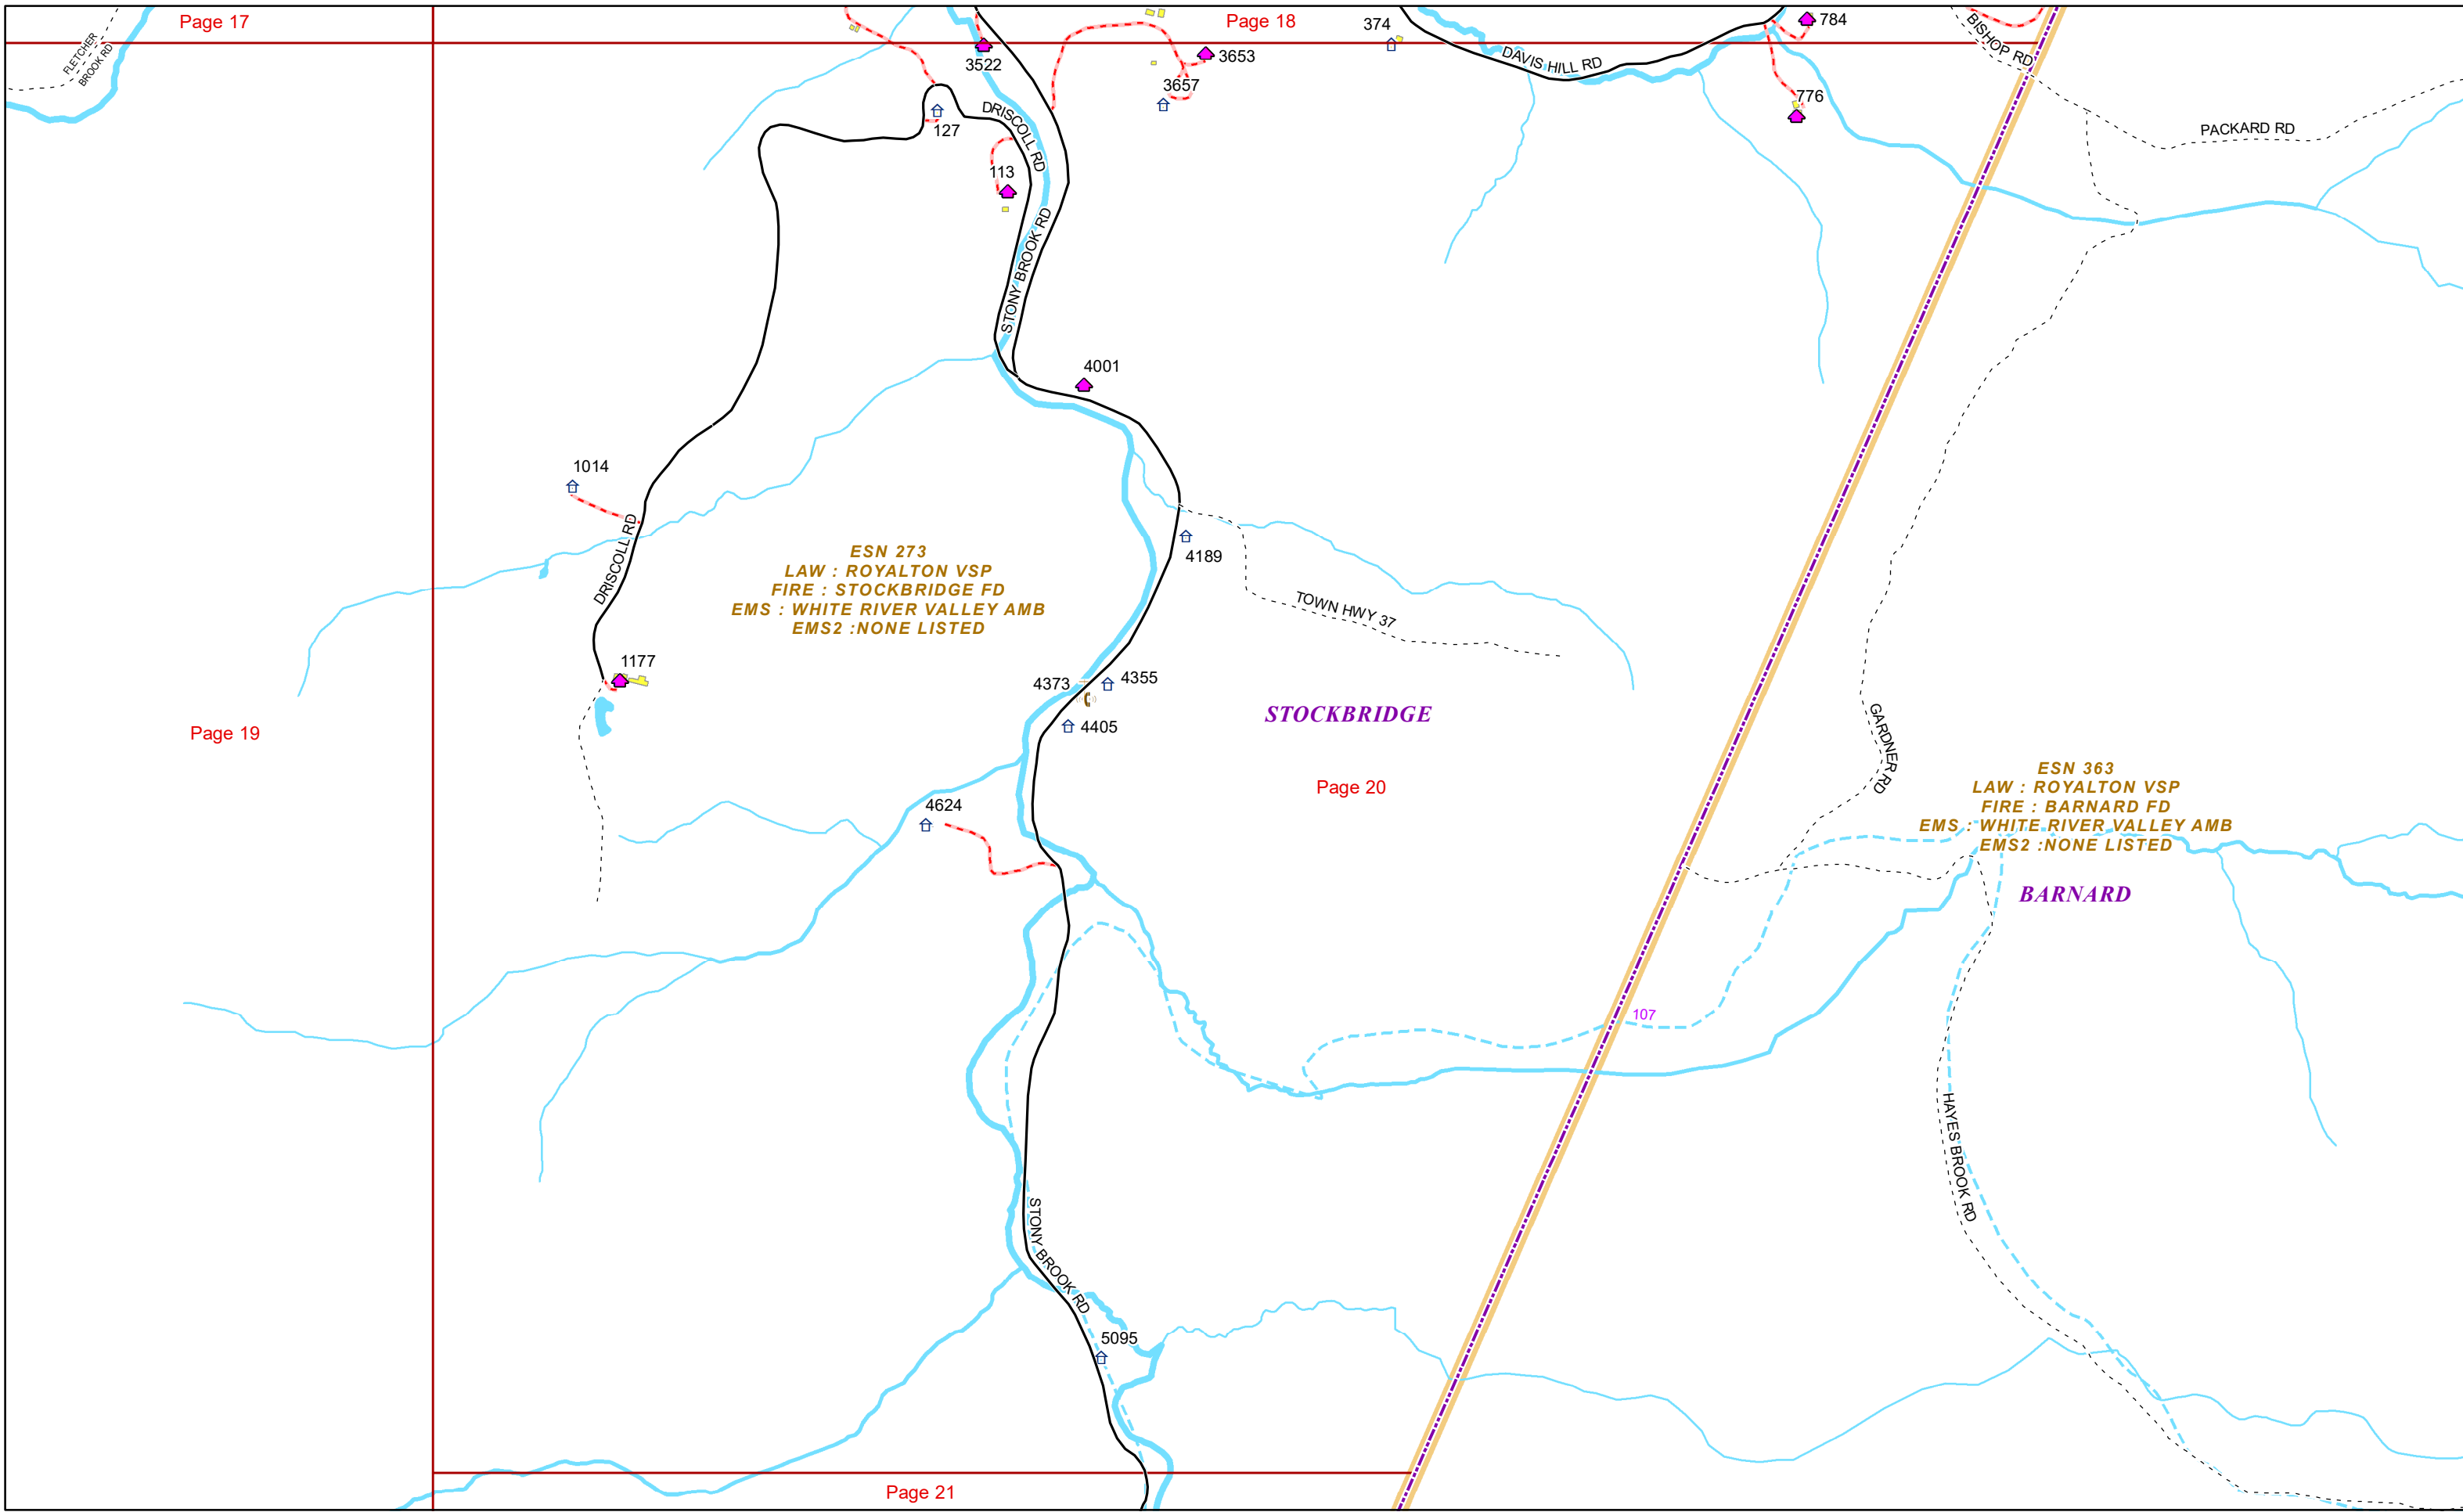 Page 17
Page 18
374
784
FLETCHER
BROOK RD
BISHOP RD
3522
3653
DAVIS HILL RD
3657
776
127
DRISCOLL RD
PACKARD RD
113
STONY BROOK RD
4001
1014
DRISCOLL RD
ESN 273
LAW : ROYALTON VSP
FIRE : STOCKBRIDGE FD
EMS : WHITE RIVER VALLEY AMB
EMS2 :NONE LISTED
4189
TOWN HWY 37
1177
4373
4355
4405
STOCKBRIDGE
Page 19
GARDNER RD
Page 20
ESN 363
LAW : ROYALTON VSP
FIRE : BARNARD FD
EMS : WHITE RIVER VALLEY AMB
EMS2 :NONE LISTED
4624
BARNARD
107
HAYES BROOK RD
STONY BROOK RD
5095
Page 21